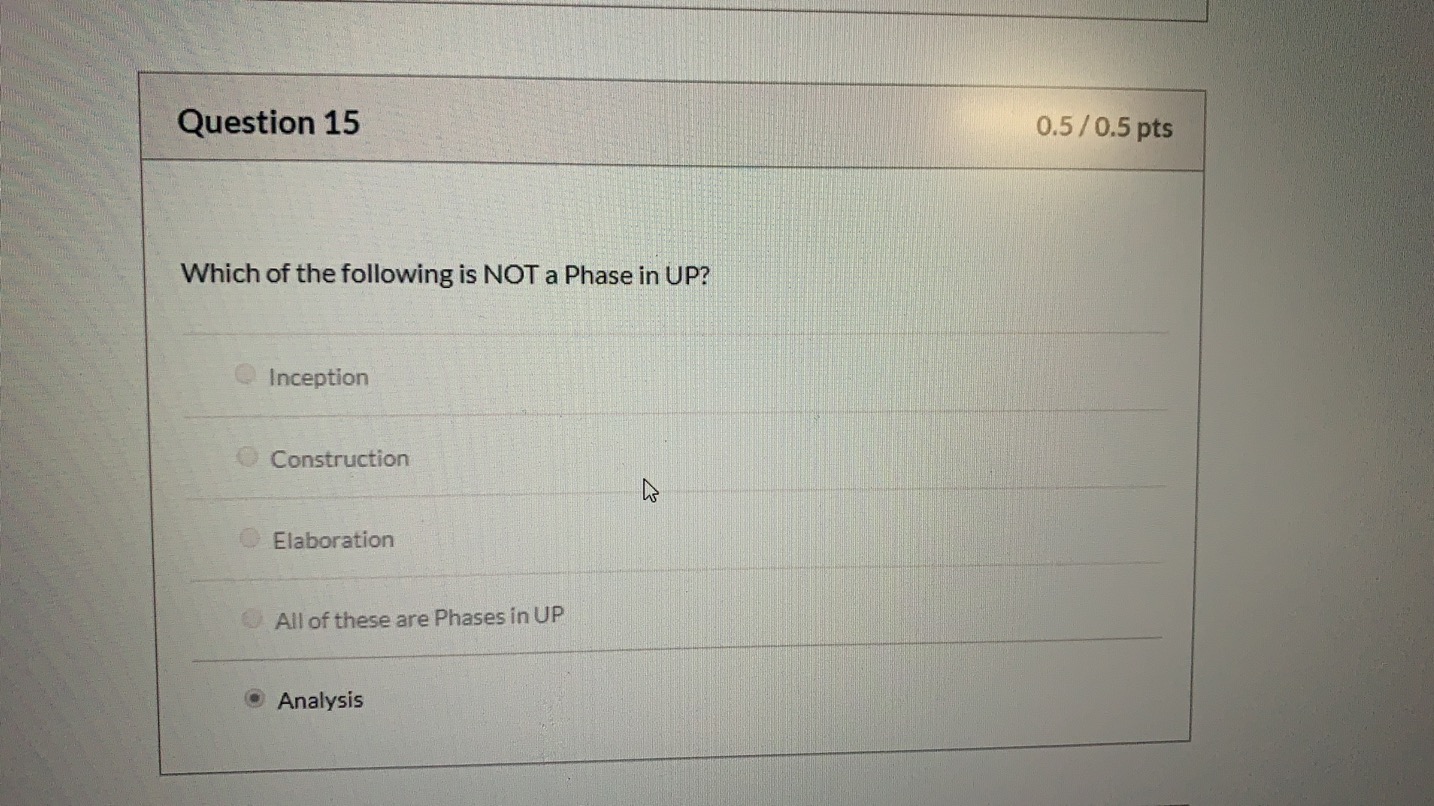 Question 15
0.5 / 0.5 pts
Which of the following is NOT a Phase in UP?
Inception
Construction
Elaboration
All of these are Phases in UP
Analysis